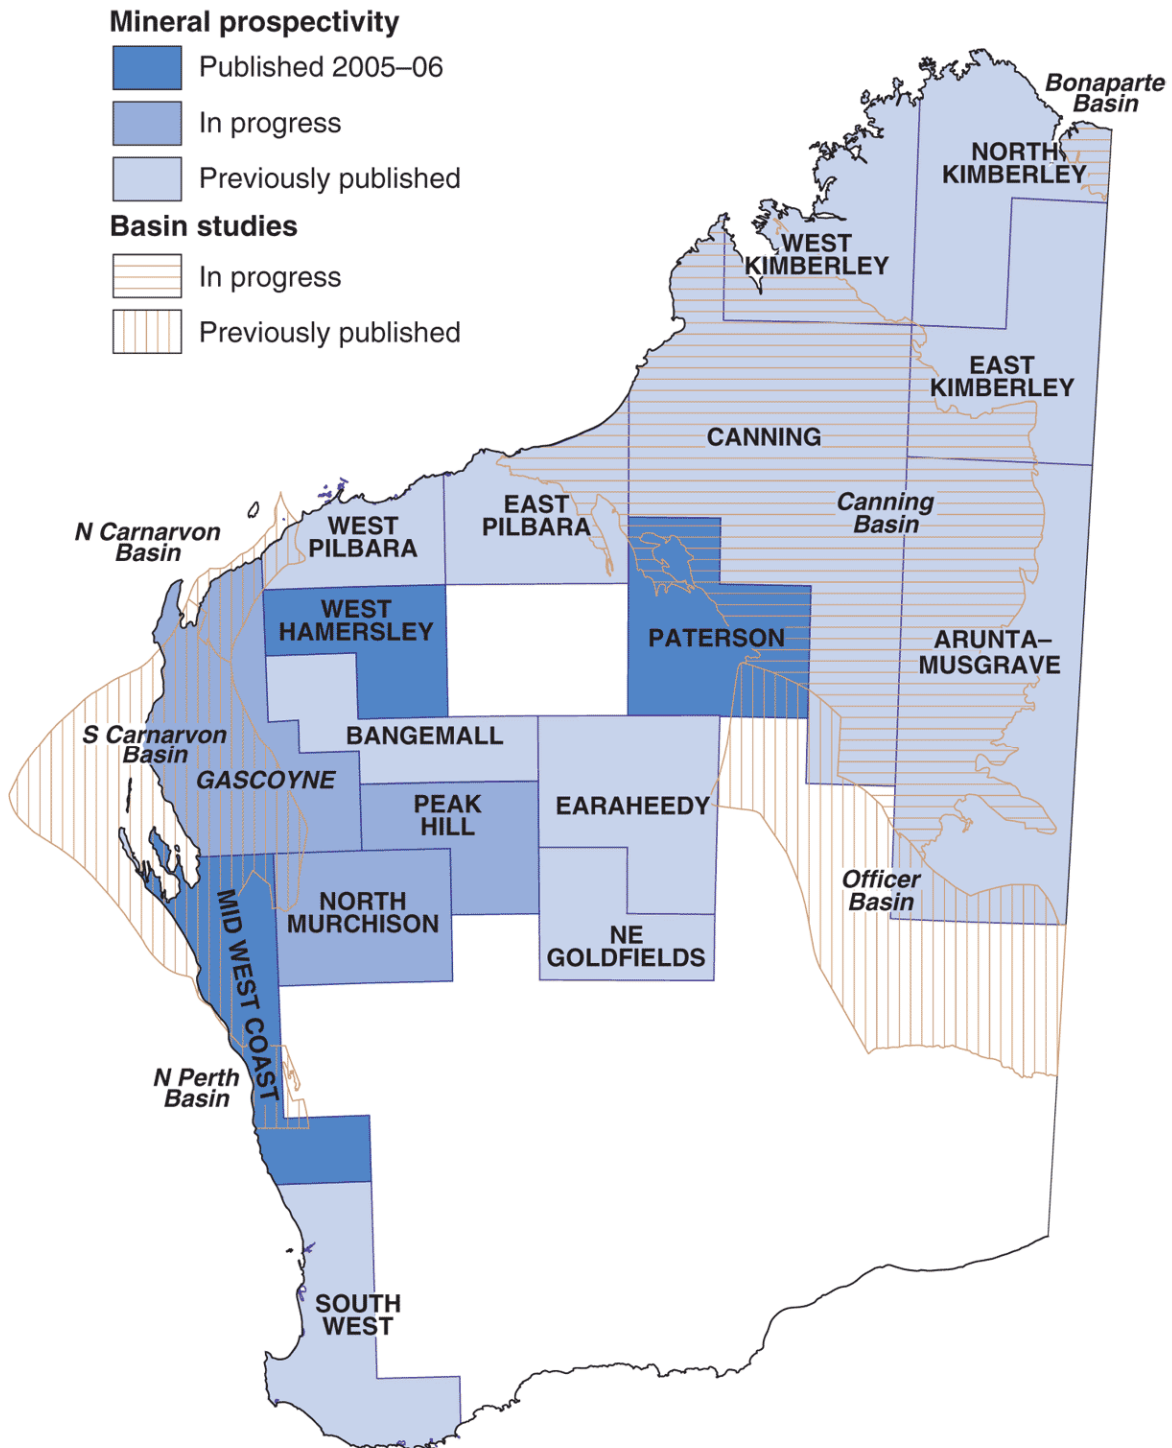 Mineral prospectivity
Published 2005–06
In progress
Previously published
Basin studies
In progress
Previously published
Bonaparte
Basin
NORTH
KIMBERLEY
WEST
KIMBERLEY
EAST
KIMBERLEY
CANNING
Canning
Basin
EAST
PILBARA
WEST
PILBARA
N Carnarvon
Basin
WEST
HAMERSLEY
PATERSON
ARUNTA–
MUSGRAVE
S Carnarvon
Basin
BANGEMALL
GASCOYNE
PEAK
HILL
EARAHEEDY
Officer
Basin
MID WEST COAST
NORTH
MURCHISON
NE
GOLDFIELDS
N Perth
Basin
SOUTH
WEST